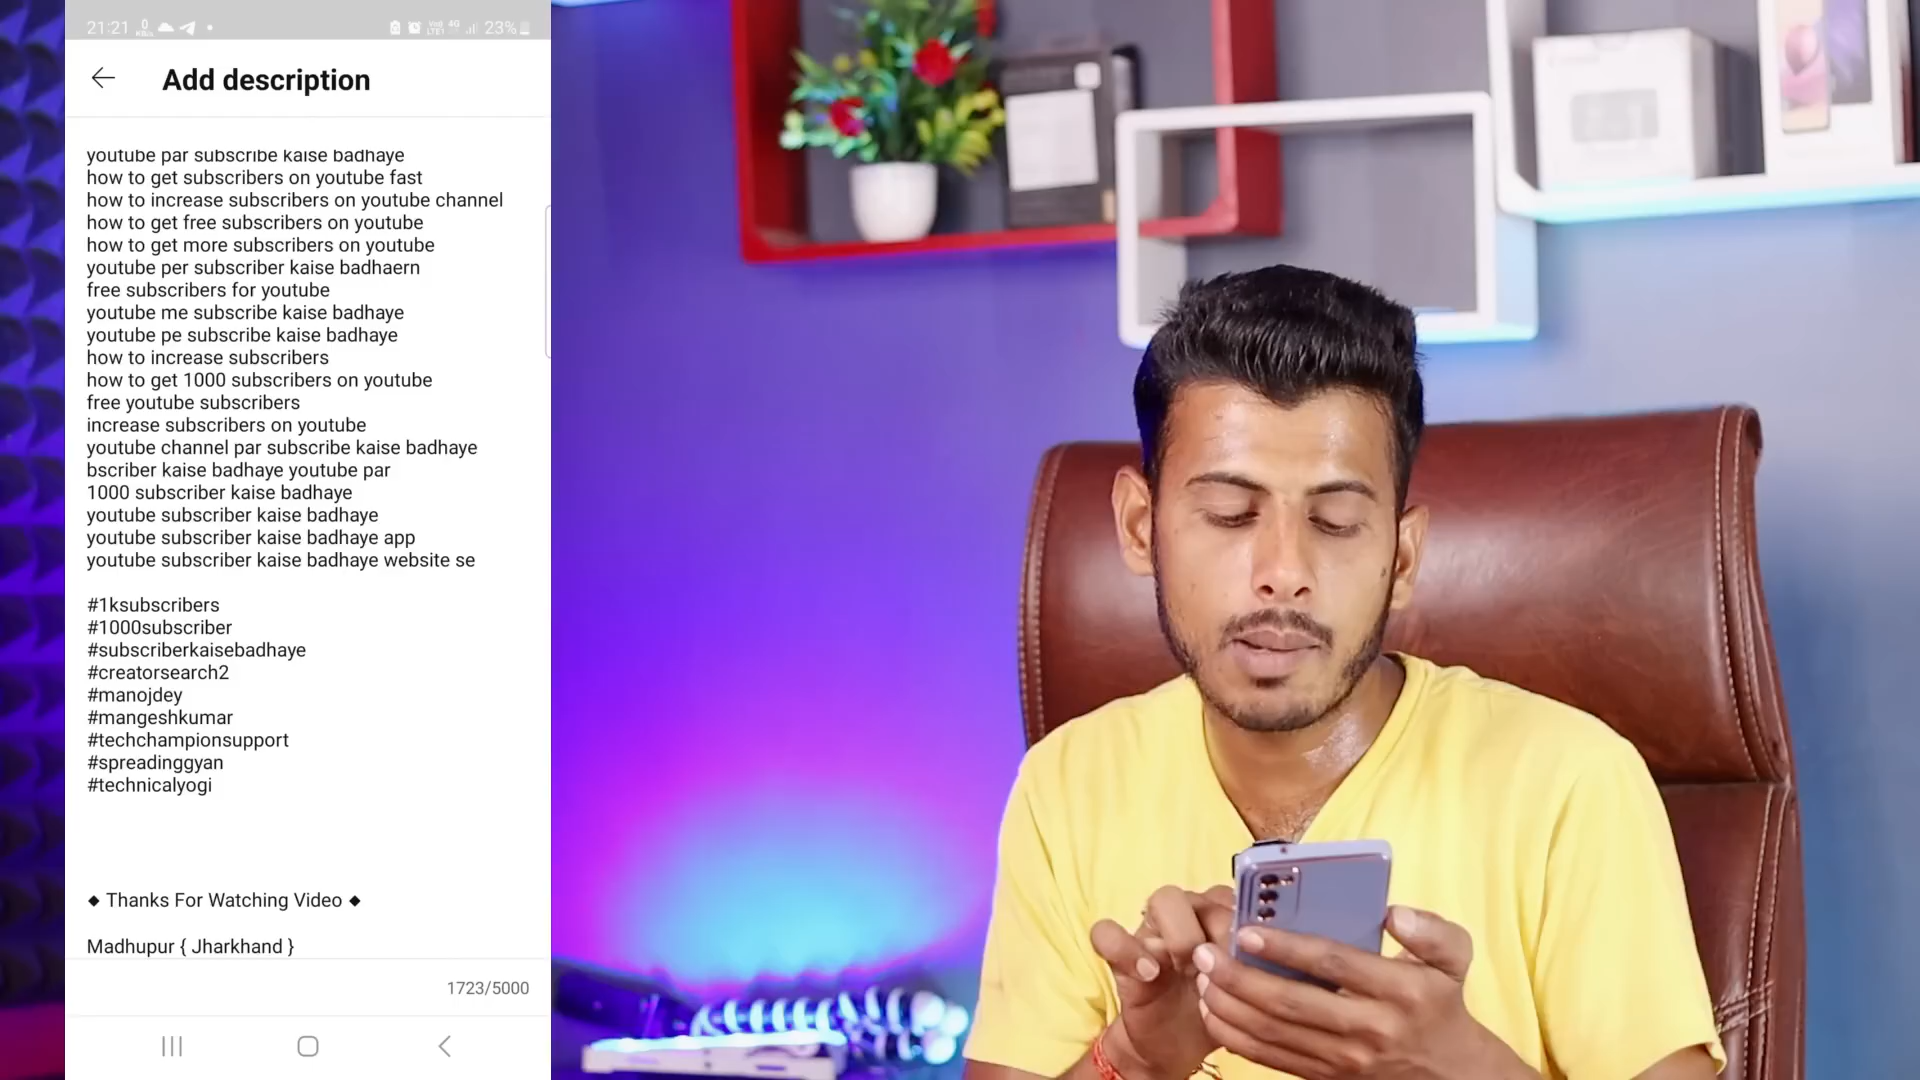 21:21 0 KB/s VoD LTE1 4G 23%
Add description
youtube par subscribe kaise badhaye
how to get subscribers on youtube fast
how to increase subscribers on youtube channel
how to get free subscribers on youtube
how to get more subscribers on youtube
youtube per subscriber kaise badhaern
free subscribers for youtube
youtube me subscribe kaise badhaye
youtube pe subscribe kaise badhaye
how to increase subscribers
how to get 1000 subscribers on youtube
free youtube subscribers
increase subscribers on youtube
youtube channel par subscribe kaise badhaye
bscriber kaise badhaye youtube par
1000 subscriber kaise badhaye
youtube subscriber kaise badhaye
youtube subscriber kaise badhaye app
youtube subscriber kaise badhaye website se
#1ksubscribers
#1000subscriber
#subscriberkaisebadhaye
#creatorsearch2
#manojdey
#mangeshkumar
#techchampionsupport
#spreadinggyan
#technicalyogi
◆ Thanks For Watching Video ◆
Madhupur { Jharkhand }
1723/5000